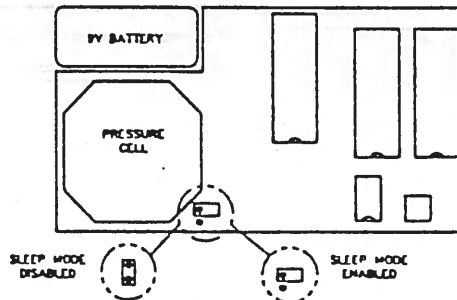 9V BATTERY
PRESSURE
CELL
SLEEP MODE
DISABLED
SLEEP MODE
ENABLED